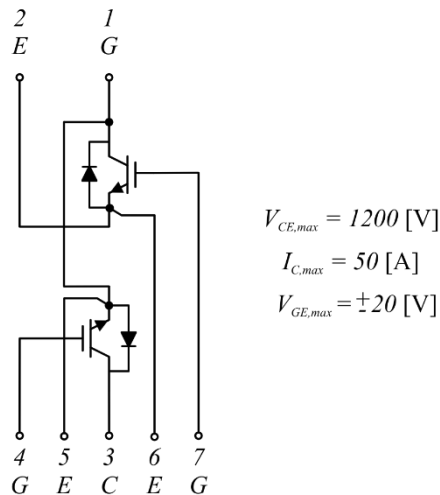 2 1
E G
V_CE,max = 1200 [V]
I_C,max = 50 [A]
V_GE,max = ±20 [V]
4 5 3 6 7
G E C E G